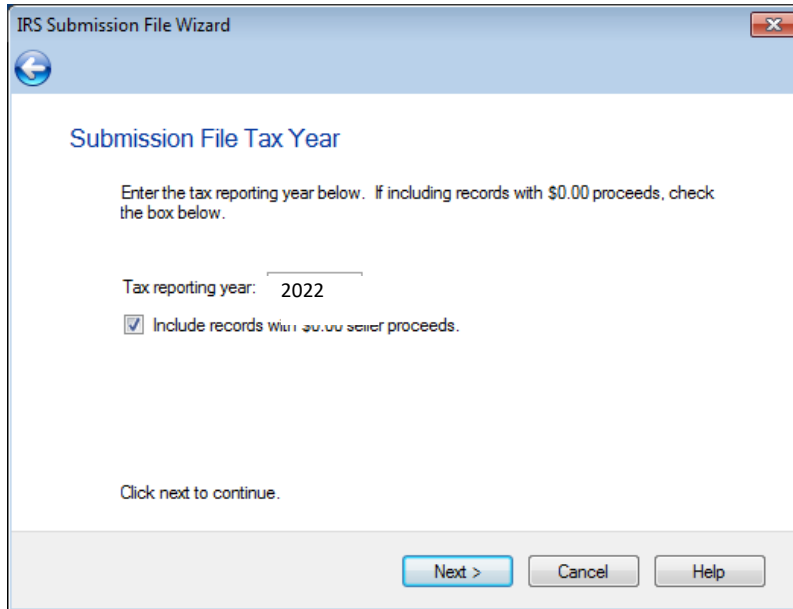 IRS Submission File Wizard
Submission File Tax Year
Enter the tax reporting year below. If including records with $0.00 proceeds, check
the box below.
Tax reporting year: 2022
Include records with $0.00 seller proceeds.
Click next to continue.
Next > Cancel Help